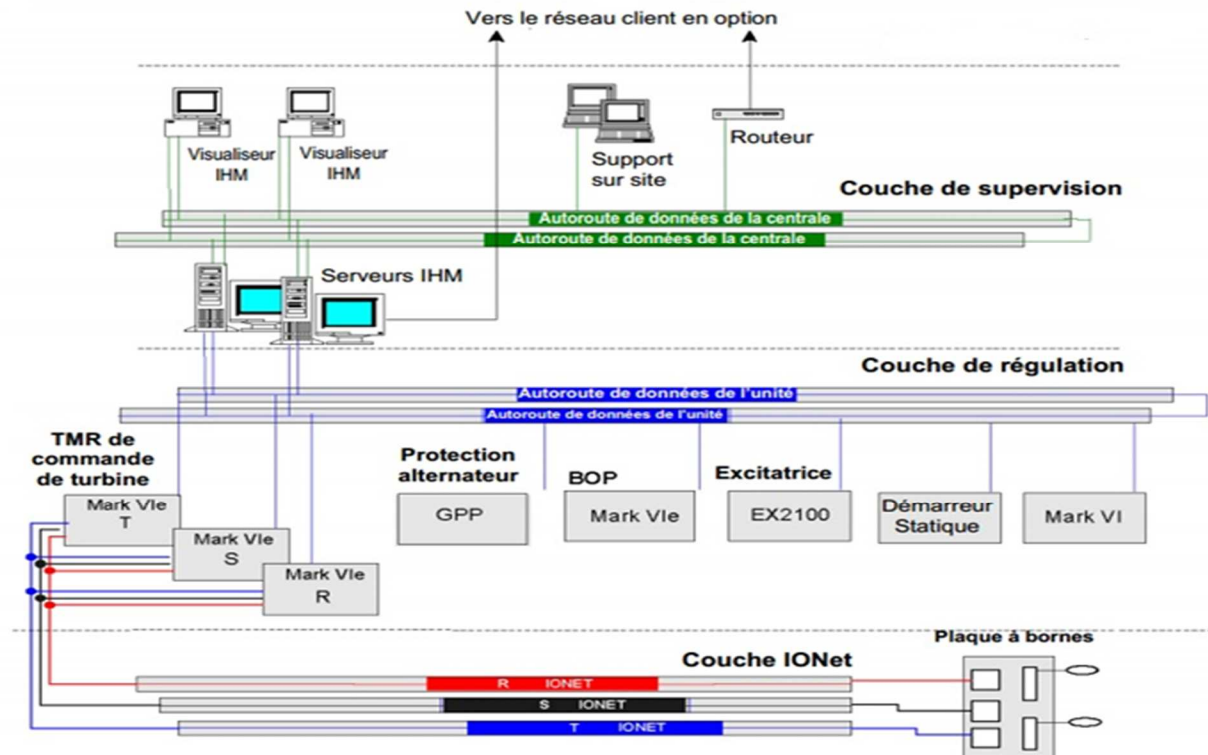 Vers le réseau client en option
Visualiseur
IHM
Visualiseur
IHM
Support
sur site
Routeur
Couche de supervision
Autoroute de données de la centrale
Autoroute de données de la centrale
Serveurs IHM
Couche de régulation
Autoroute de données de l'unité
Autoroute de données de l'unité
TMR de
commande
de turbine
Mark VIe
T
Mark VIe
S
Mark VIe
R
Protection
alternateur
GPP
BOP
Mark VIe
Excitatrice
EX2100
Démarreur
Statique
Mark VI
Plaque à bornes
Couche IONet
R IONET
S IONET
T IONET